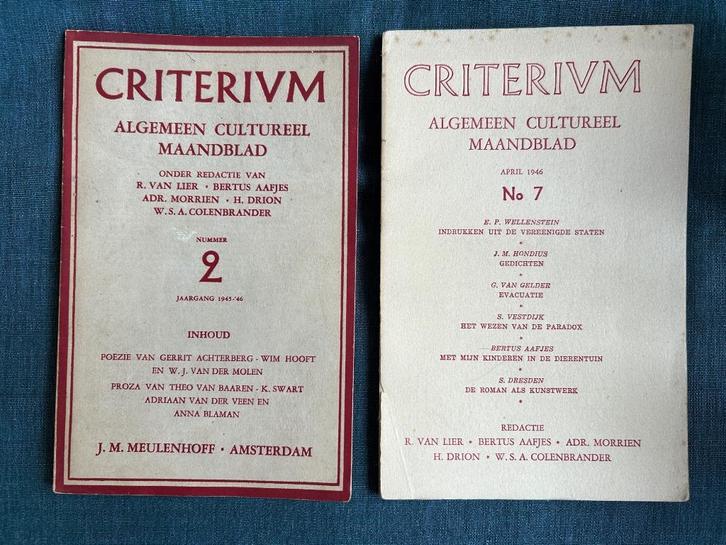 CRITERIVM
ALGEMEEN CULTUREEL
MAANDBLAD
ONDER REDACTIE VAN
R. VAN LIER · BERTUS AAFJES
ADR. MORRIEN · H. DRION
W. S. A. COLENBRANDER
NUMMER
2
JAARGANG 1945-'46
INHOUD
POEZIE VAN GERRIT ACHTERBERG - WIM HOOFT
EN W. J. VAN DER MOLEN
PROZA VAN THEO VAN BAAREN - K. SWART
ADRIAAN VAN DER VEEN EN
ANNA BLAMAN
J. M. MEULENHOFF · AMSTERDAM
CRITERIVM
ALGEMEEN CULTUREEL
MAANDBLAD
APRIL 1946
No 7
E. P. WELLENSTEIN
INDRUKKEN UIT DE VEREENIGDE STATEN
*
J. M. HONDIUS
GEDICHTEN
*
G. VAN GELDER
EVACUATIE
*
S. VESTDIJK
HET WEZEN VAN DE PARADOX
*
BERTUS AAFJES
MET MIJN KINDEREN IN DE DIERENTUIN
*
S. DRESDEN
DE ROMAN ALS KUNSTWERK
*
REDACTIE
R. VAN LIER · BERTUS AAFJES · ADR. MORRIEN
H. DRION · W. S. A. COLENBRANDER